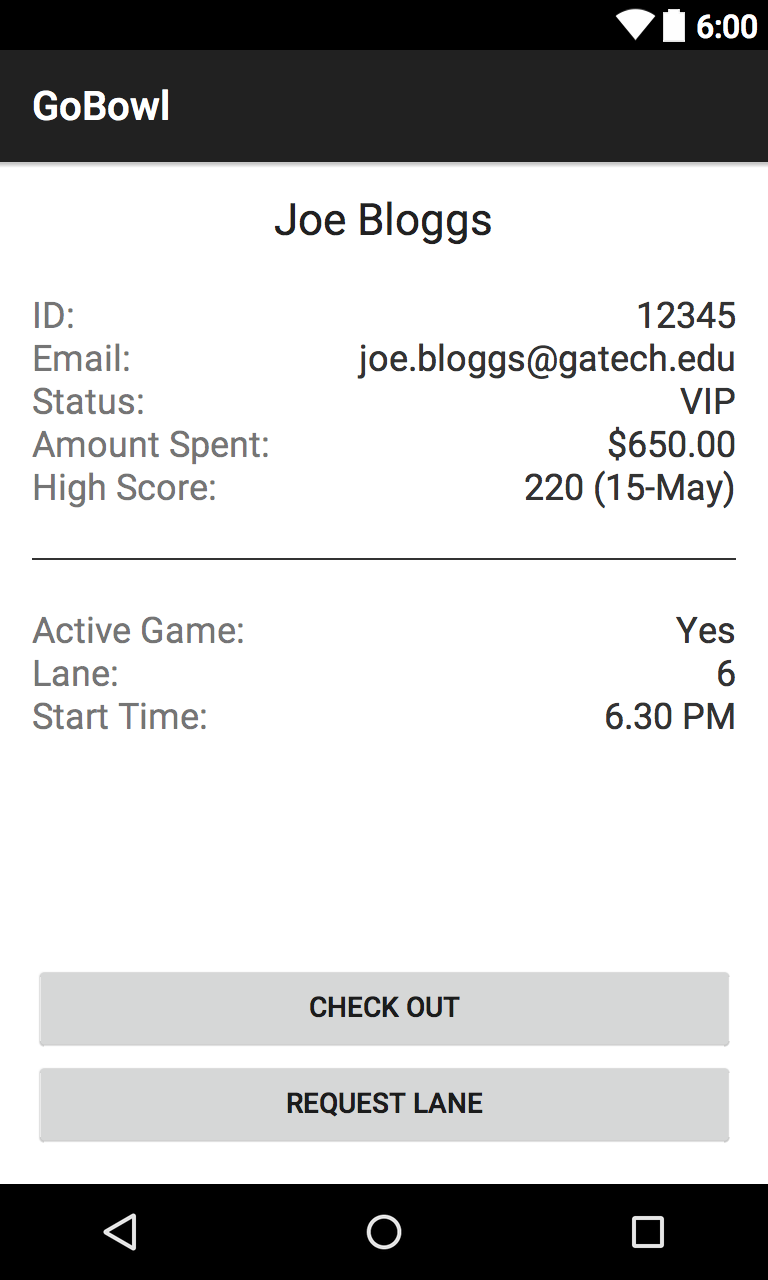 6:00
GoBowl
Joe Bloggs
ID: 12345
Email: joe.bloggs@gatech.edu
Status: VIP
Amount Spent: $650.00
High Score: 220 (15-May)
Active Game: Yes
Lane: 6
Start Time: 6.30 PM
CHECK OUT
REQUEST LANE